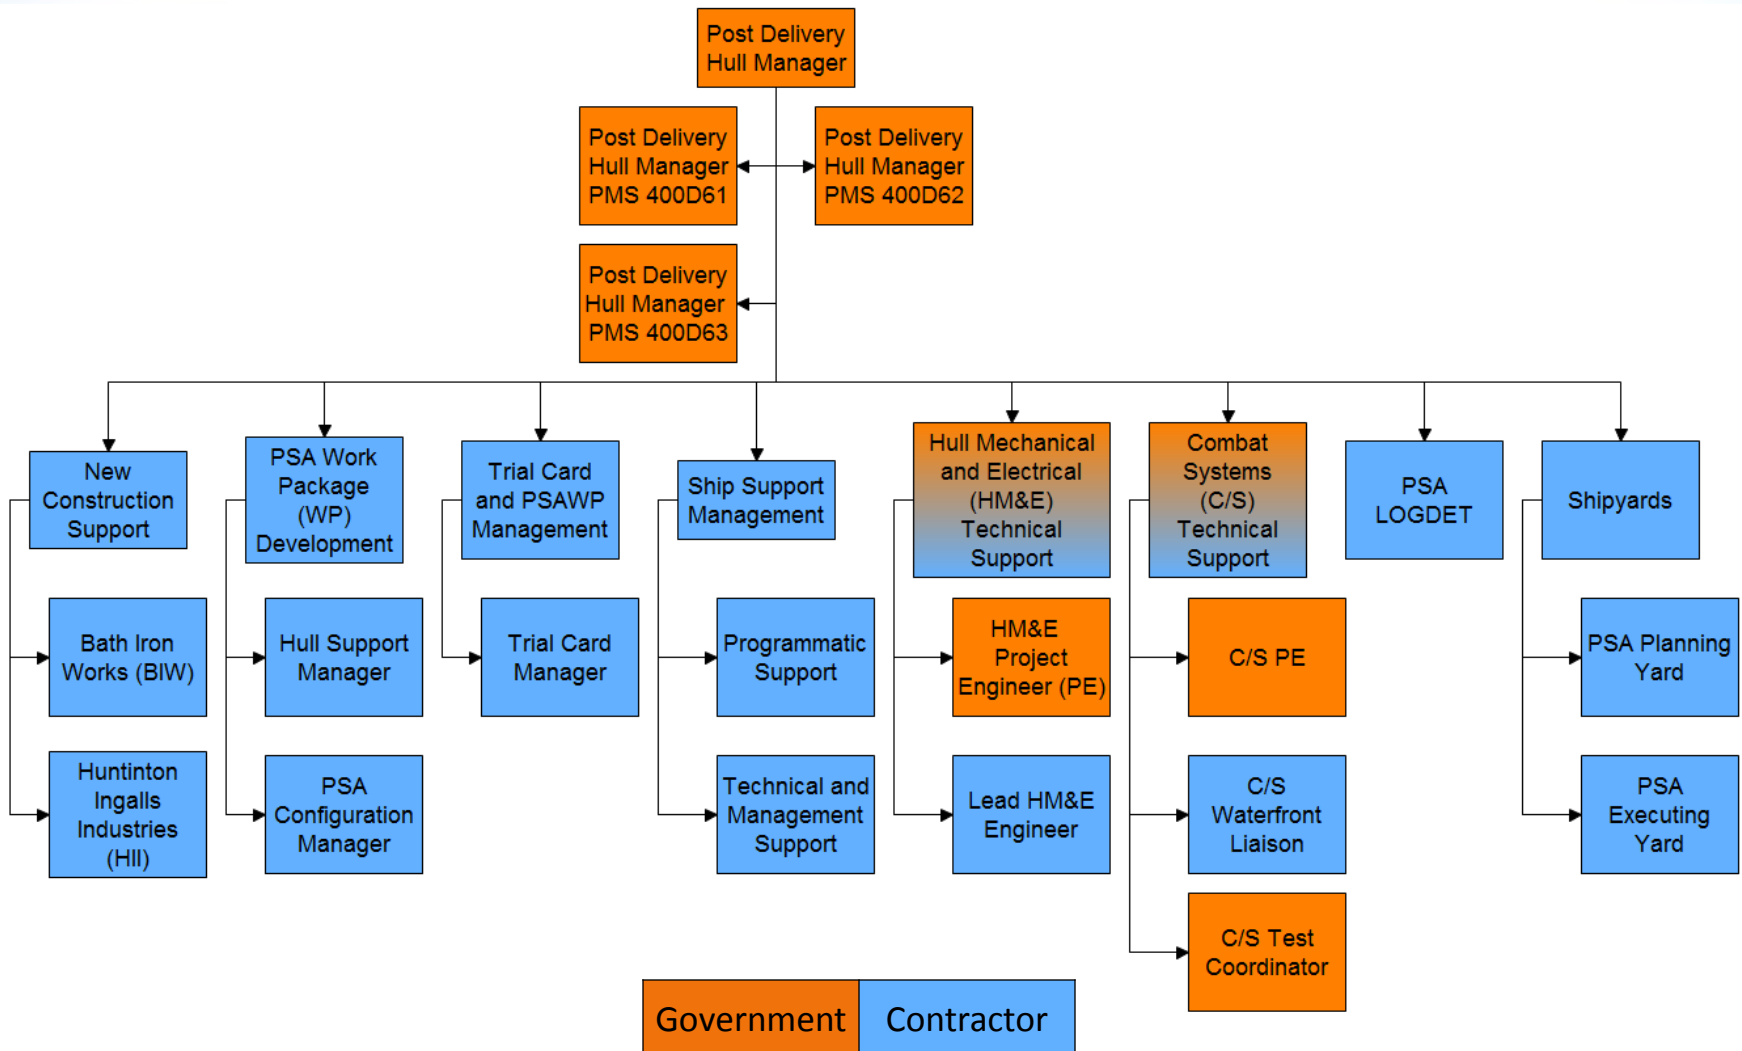 Post Delivery
Hull Manager
Post Delivery
Hull Manager
PMS 400D61
Post Delivery
Hull Manager
PMS 400D62
Post Delivery
Hull Manager
PMS 400D63
New
Construction
Support
PSA Work
Package
(WP)
Development
Trial Card
and PSAWP
Management
Ship Support
Management
Hull Mechanical
and Electrical
(HM&E)
Technical
Support
Combat
Systems
(C/S)
Technical
Support
PSA
LOGDET
Shipyards
Bath Iron
Works (BIW)
Hull Support
Manager
Trial Card
Manager
Programmatic
Support
HM&E
Project
Engineer (PE)
C/S PE
PSA Planning
Yard
Huntinton
Ingalls
Industries
(HII)
PSA
Configuration
Manager
Technical and
Management
Support
Lead HM&E
Engineer
C/S
Waterfront
Liaison
PSA
Executing
Yard
C/S Test
Coordinator
Government
Contractor